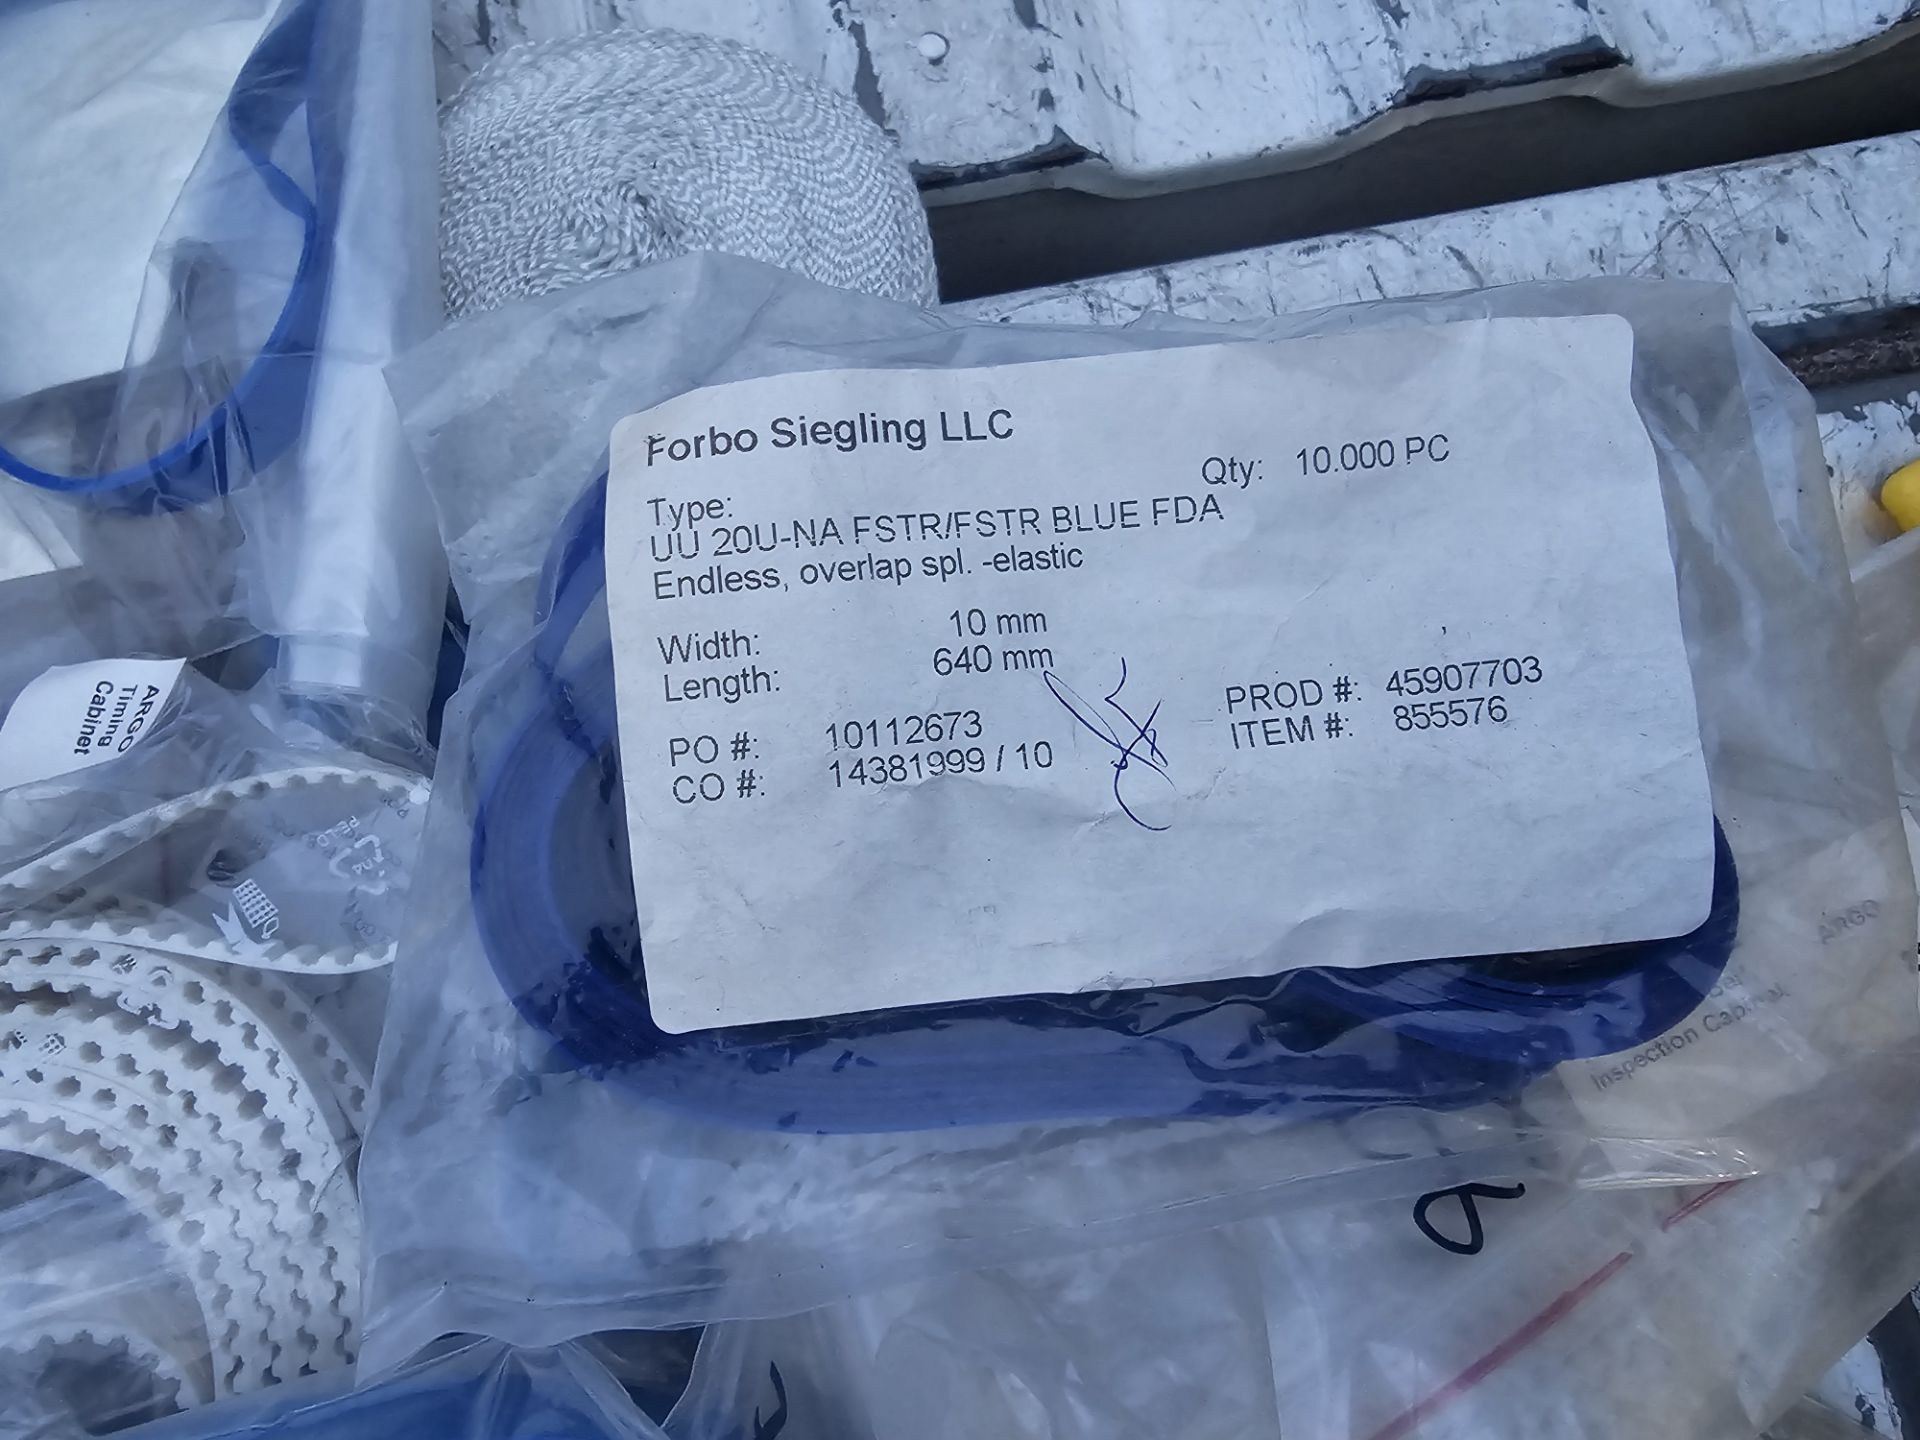 Forbo Siegling LLC
Qty: 10.000 PC
Type:
UU 20U-NA FSTR/FSTR BLUE FDA
Endless, overlap spl. -elastic
Width: 10 mm
Length: 640 mm
PO #: 10112673
CO #: 14381999 / 10
PROD #: 45907703
ITEM #: 855576
ARGO
Timing
Cabinet
ARGO
Inspection